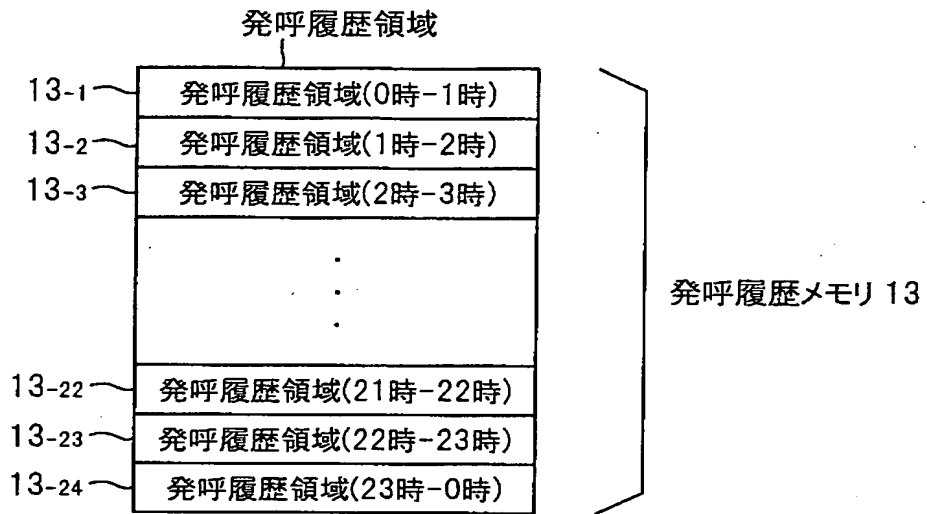 発呼履歴領域
13-1 発呼履歴領域(0時-1時)
13-2 発呼履歴領域(1時-2時)
13-3 発呼履歴領域(2時-3時)
発呼履歴メモリ 13
13-22 発呼履歴領域(21時-22時)
13-23 発呼履歴領域(22時-23時)
13-24 発呼履歴領域(23時-0時)